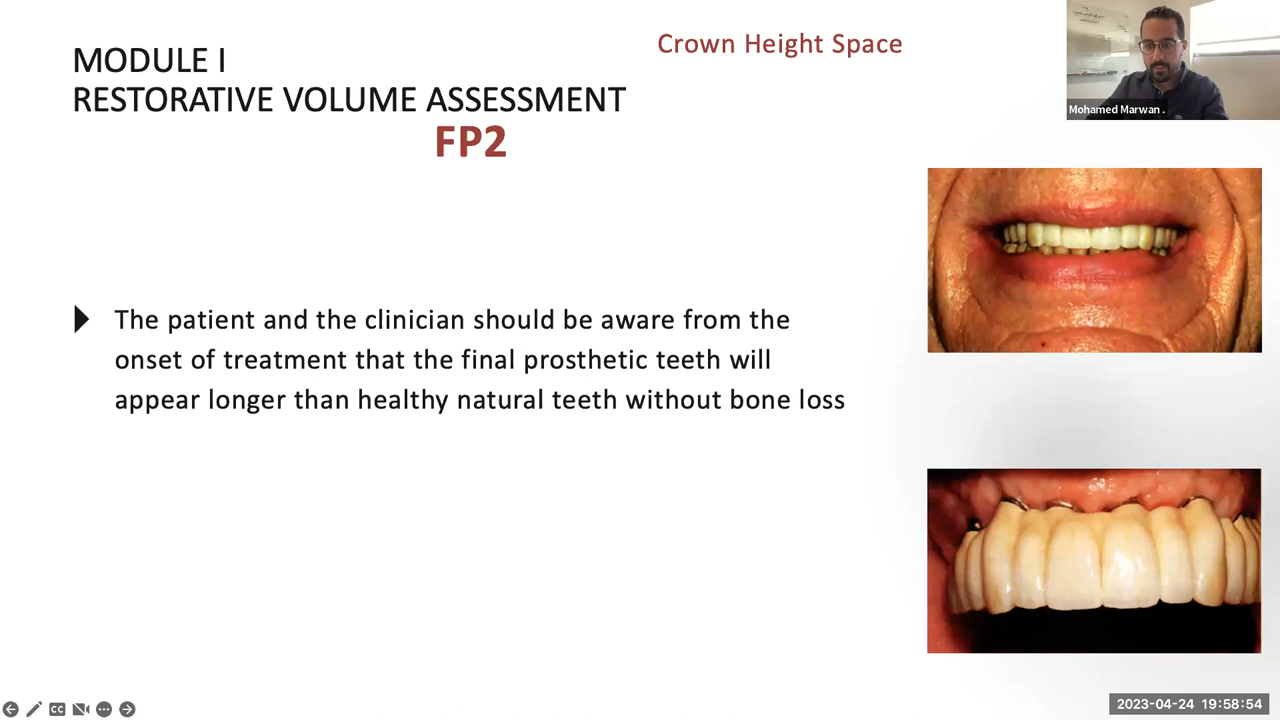 MODULE I
RESTORATIVE VOLUME ASSESSMENT
FP2
Crown Height Space
Mohamed Marwan .
The patient and the clinician should be aware from the
onset of treatment that the final prosthetic teeth will
appear longer than healthy natural teeth without bone loss
CC
2023-04-24 19:58:54